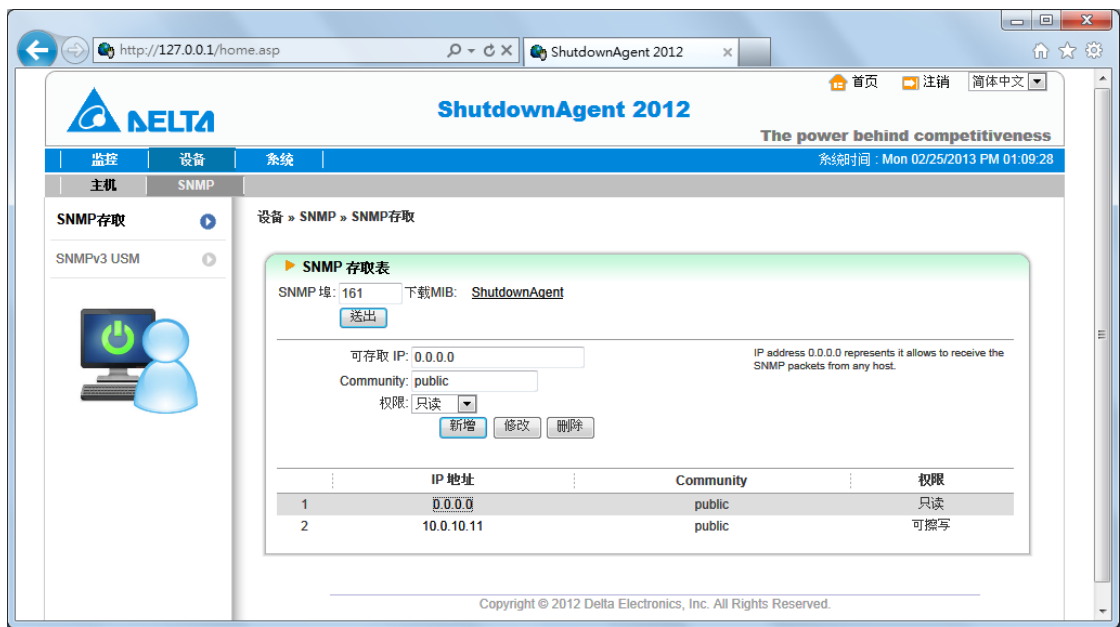 http://127.0.0.1/home.asp
ShutdownAgent 2012
首页 注销 简体中文
DELTA
ShutdownAgent 2012
The power behind competitiveness
监控 设备 系统
系统时间 : Mon 02/25/2013 PM 01:09:28
主机 SNMP
SNMP存取
SNMPv3 USM
设备 » SNMP » SNMP存取
SNMP 存取表
SNMP 埠: 161 下载MIB: ShutdownAgent
送出
可存取 IP: 0.0.0.0
IP address 0.0.0.0 represents it allows to receive the
SNMP packets from any host.
Community: public
权限: 只读
新增 修改 删除
IP 地址 Community 权限
1 0.0.0.0 public 只读
2 10.0.10.11 public 可擦写
Copyright © 2012 Delta Electronics, Inc. All Rights Reserved.